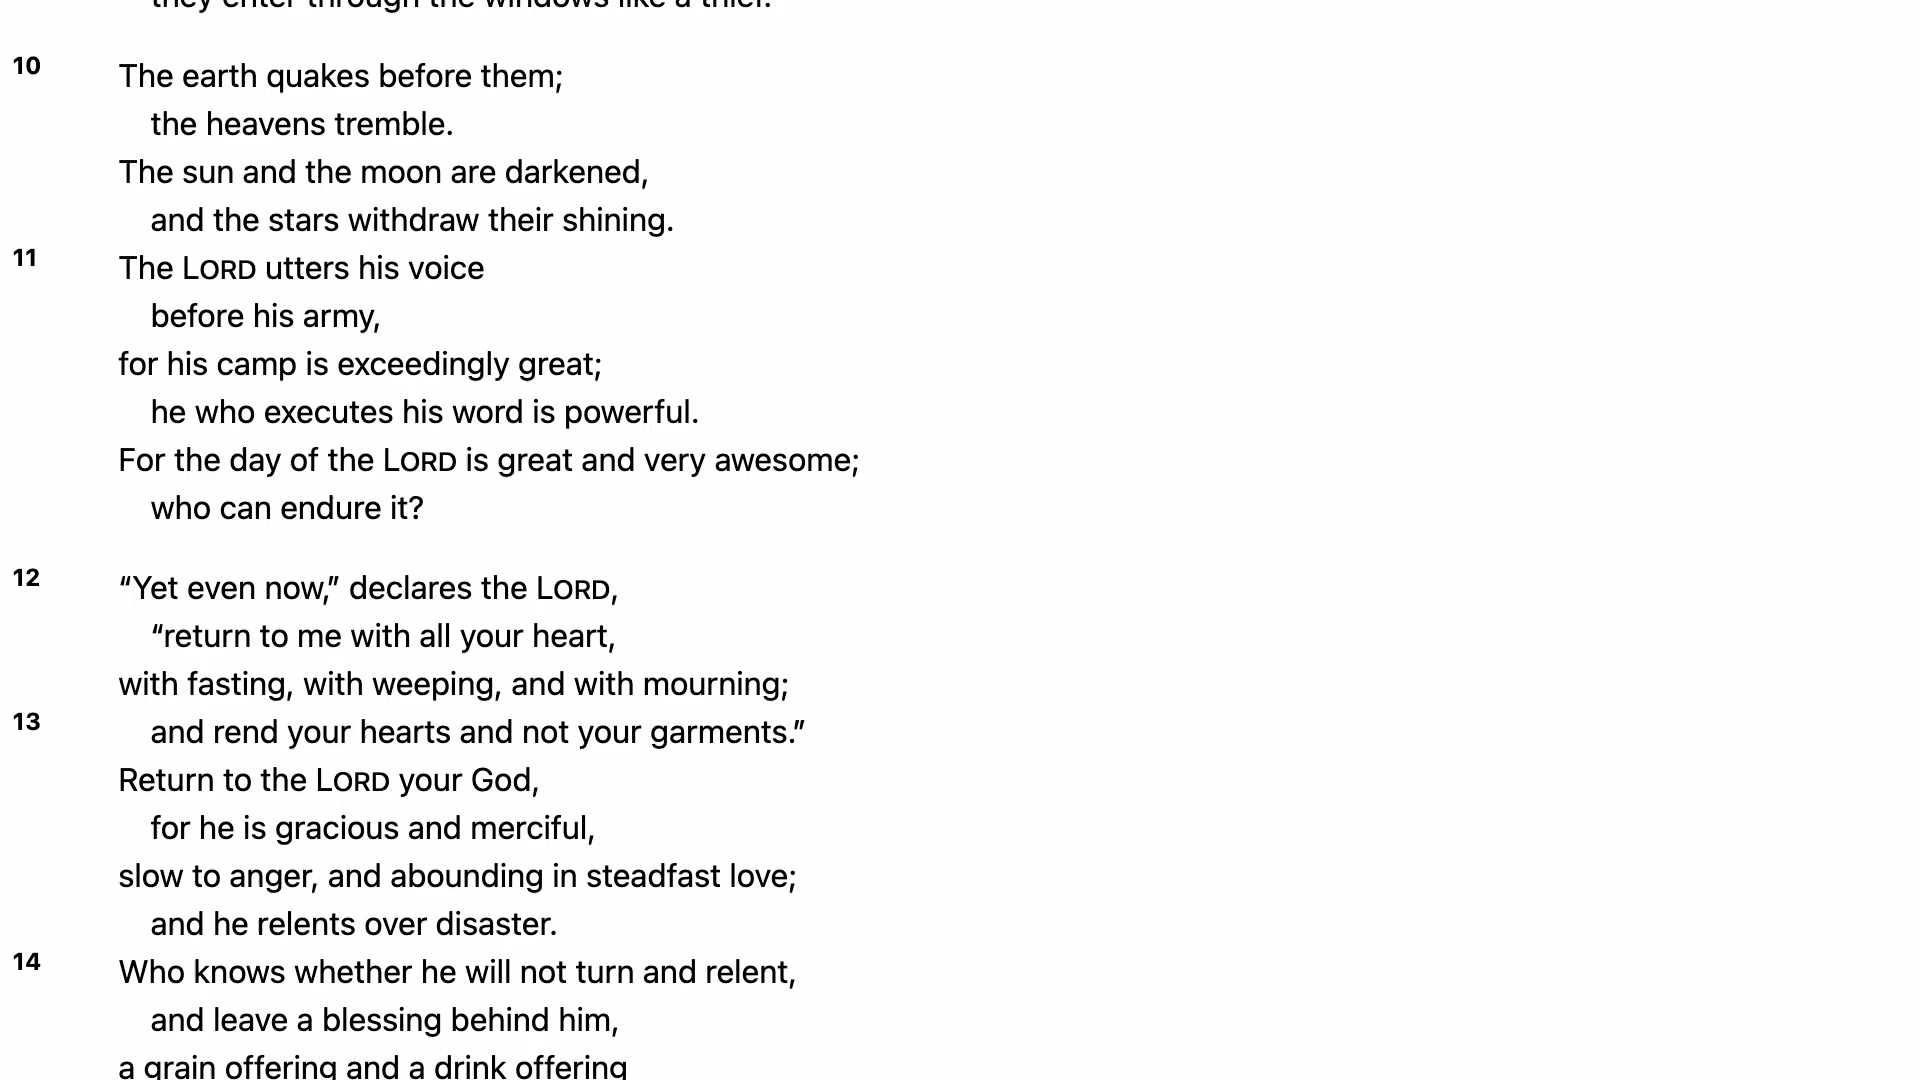 they enter through the windows like a thief.
10 The earth quakes before them;
the heavens tremble.
The sun and the moon are darkened,
and the stars withdraw their shining.
11 The LORD utters his voice
before his army,
for his camp is exceedingly great;
he who executes his word is powerful.
For the day of the LORD is great and very awesome;
who can endure it?
12 “Yet even now,” declares the LORD,
“return to me with all your heart,
with fasting, with weeping, and with mourning;
13 and rend your hearts and not your garments.”
Return to the LORD your God,
for he is gracious and merciful,
slow to anger, and abounding in steadfast love;
and he relents over disaster.
14 Who knows whether he will not turn and relent,
and leave a blessing behind him,
a grain offering and a drink offering